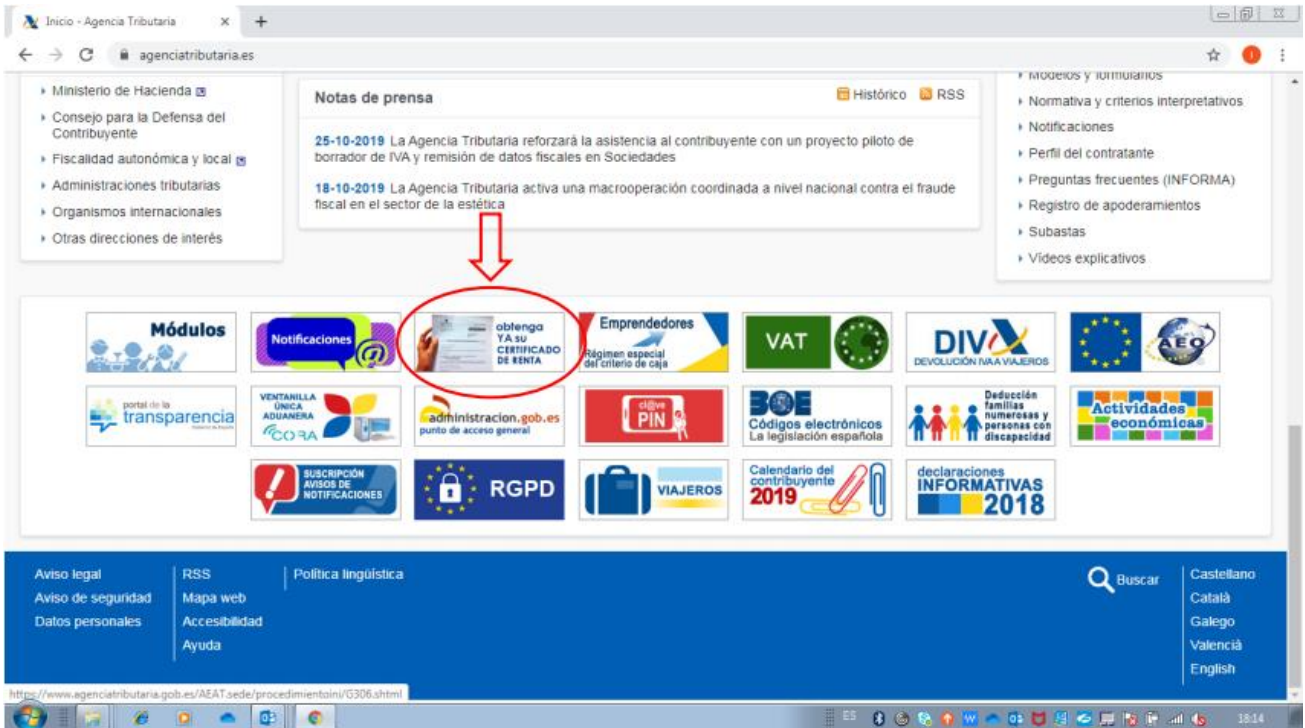 Inicio - Agencia Tributaria
agenciatributaria.es
Ministerio de Hacienda
Consejo para la Defensa del
Contribuyente
Fiscalidad autonómica y local
Administraciones tributarias
Organismos internacionales
Otras direcciones de interés
Notas de prensa
Histórico
RSS
25-10-2019 La Agencia Tributaria reforzará la asistencia al contribuyente con un proyecto piloto de
borrador de IVA y remisión de datos fiscales en Sociedades
18-10-2019 La Agencia Tributaria activa una macrooperación coordinada a nivel nacional contra el fraude
fiscal en el sector de la estética
Modelos y formularios
Normativa y criterios interpretativos
Notificaciones
Perfil del contratante
Preguntas frecuentes (INFORMA)
Registro de apoderamientos
Subastas
Vídeos explicativos
Módulos
Notificaciones
@
obtenga
YA su
CERTIFICADO
DE RENTA
Emprendedores
Régimen especial
del criterio de caja
VAT
DIVA
DEVOLUCIÓN IVA A VIAJEROS
AEO
portal de la
transparencia
VENTANILLA
ÚNICA
ADUANERA
CORA
administracion.gob.es
punto de acceso general
cl@ve
PIN
BOE
Códigos electrónicos
La legislación española
Deducción
familias
numerosas y
personas con
discapacidad
Actividades
económicas
SUSCRIPCIÓN
AVISOS DE
NOTIFICACIONES
RGPD
VIAJEROS
Calendario del
contribuyente
2019
declaraciones
INFORMATIVAS
2018
Aviso legal
Aviso de seguridad
Datos personales
RSS
Mapa web
Accesibilidad
Ayuda
Política lingüística
Buscar
Castellano
Català
Galego
Valencià
English
https://www.agenciatributaria.gob.es/AEAT.sede/procedimientoini/G306.shtml
ES
18:14